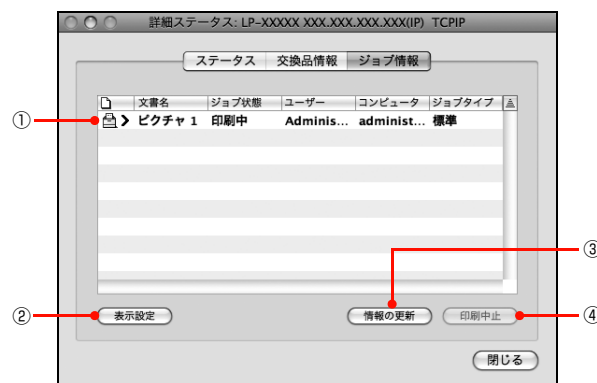 詳細ステータス: LP-XXXXX XXX.XXX.XXX.XXX(IP) TCPIP
ステータス 交換品情報 ジョブ情報
文書名 ジョブ状態 ユーザー コンピュータ ジョブタイプ
① ピクチャ 1 印刷中 Adminis... administ... 標準
③
② 表示設定 情報の更新 印刷中止 ④
閉じる